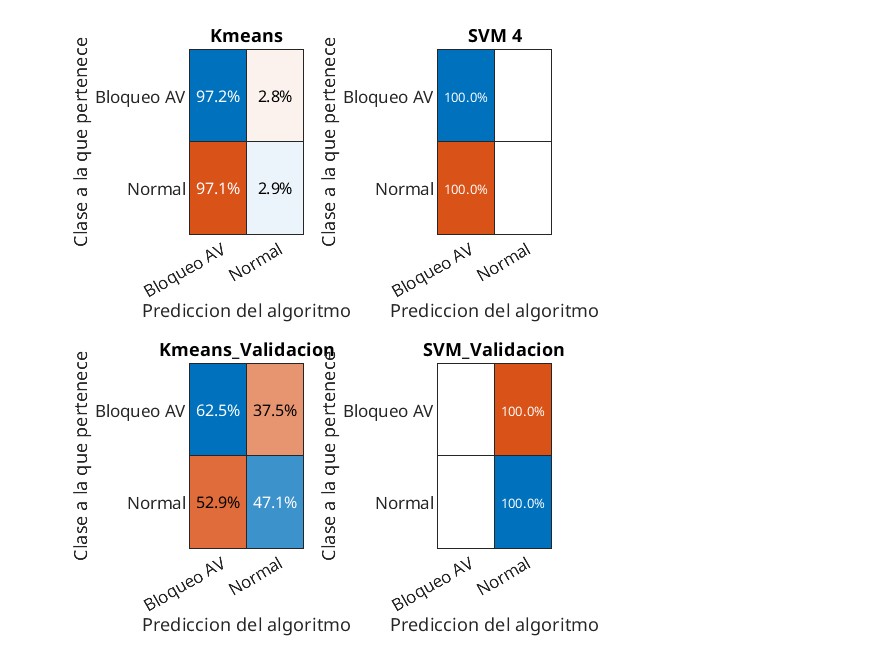 Kmeans
Clase a la que pertenece
Bloqueo AV
97.2%
2.8%
Normal
97.1%
2.9%
Bloqueo AV
Normal
Prediccion del algoritmo
SVM 4
Clase a la que pertenece
Bloqueo AV
100.0%
Normal
100.0%
Bloqueo AV
Normal
Prediccion del algoritmo
Kmeans_Validacion
Clase a la que pertenece
Bloqueo AV
62.5%
37.5%
Normal
52.9%
47.1%
Bloqueo AV
Normal
Prediccion del algoritmo
SVM_Validacion
Clase a la que pertenece
Bloqueo AV
100.0%
Normal
100.0%
Bloqueo AV
Normal
Prediccion del algoritmo